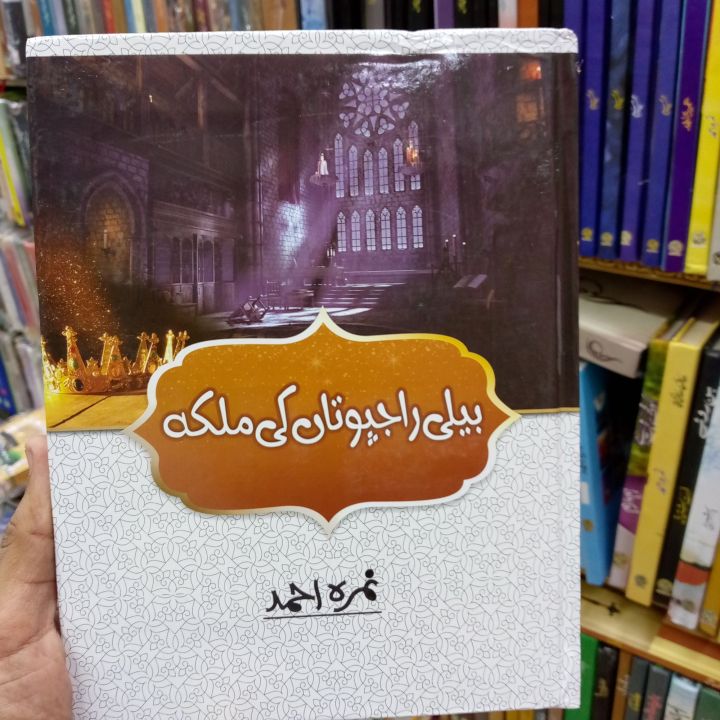 بیلی راجپوتاں کی ملکہ
نمرہ احمد